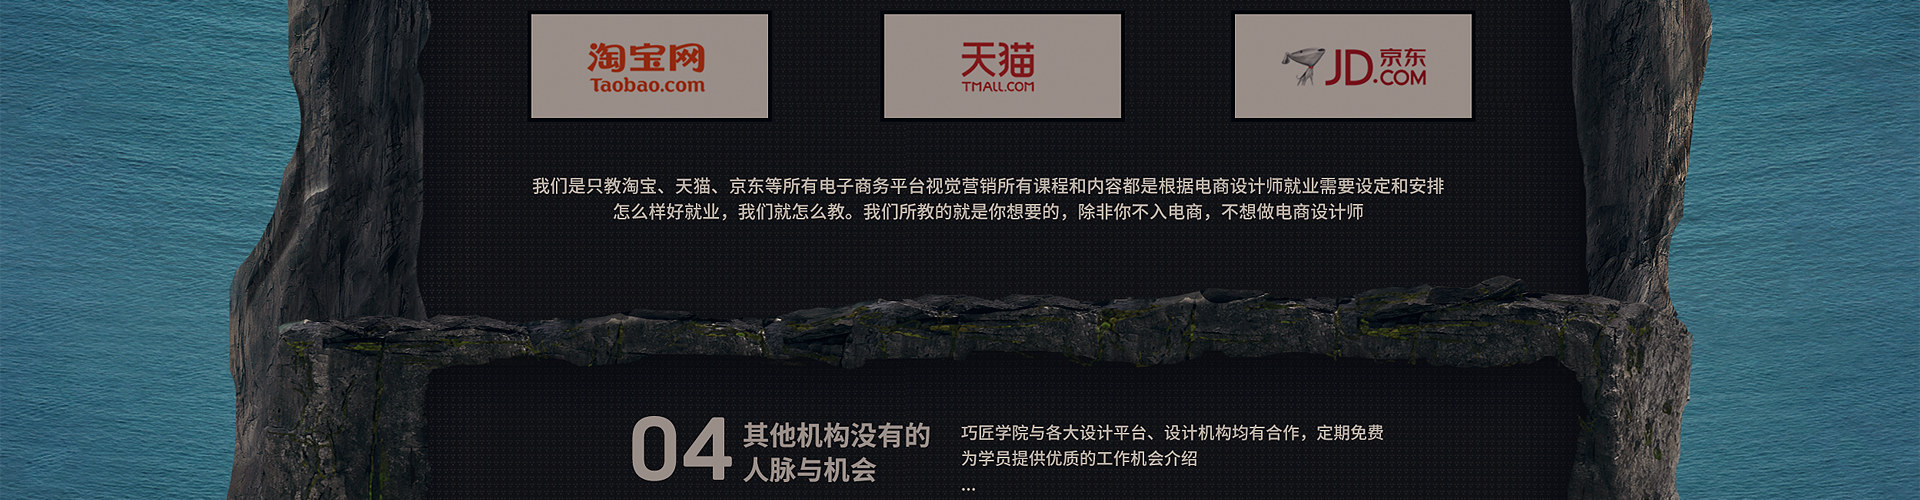 淘宝网
Taobao.com
天猫
TMALL.COM
JD.COM 京东
我们是只教淘宝、天猫、京东等所有电子商务平台视觉营销所有课程和内容都是根据电商设计师就业需要设定和安排
怎么样好就业，我们就怎么教。我们所教的就是你想要的，除非你不入电商，不想做电商设计师
04
其他机构没有的
人脉与机会
巧匠学院与各大设计平台、设计机构均有合作，定期免费
为学员提供优质的工作机会介绍
...